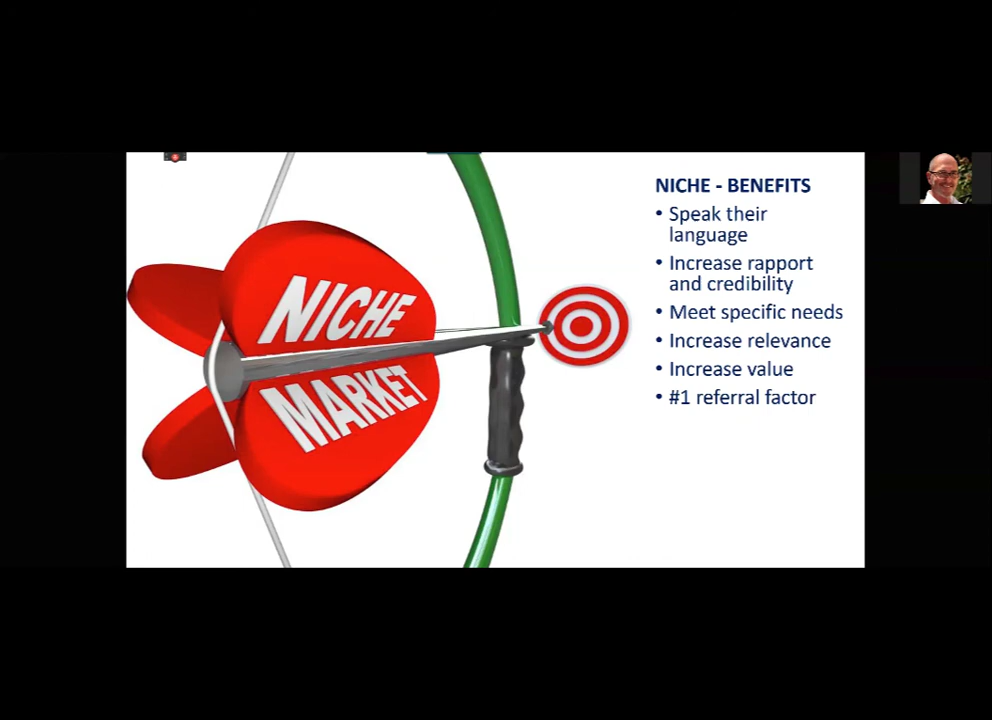 NICHE
MARKET
NICHE - BENEFITS
• Speak their
language
• Increase rapport
and credibility
• Meet specific needs
• Increase relevance
• Increase value
• #1 referral factor